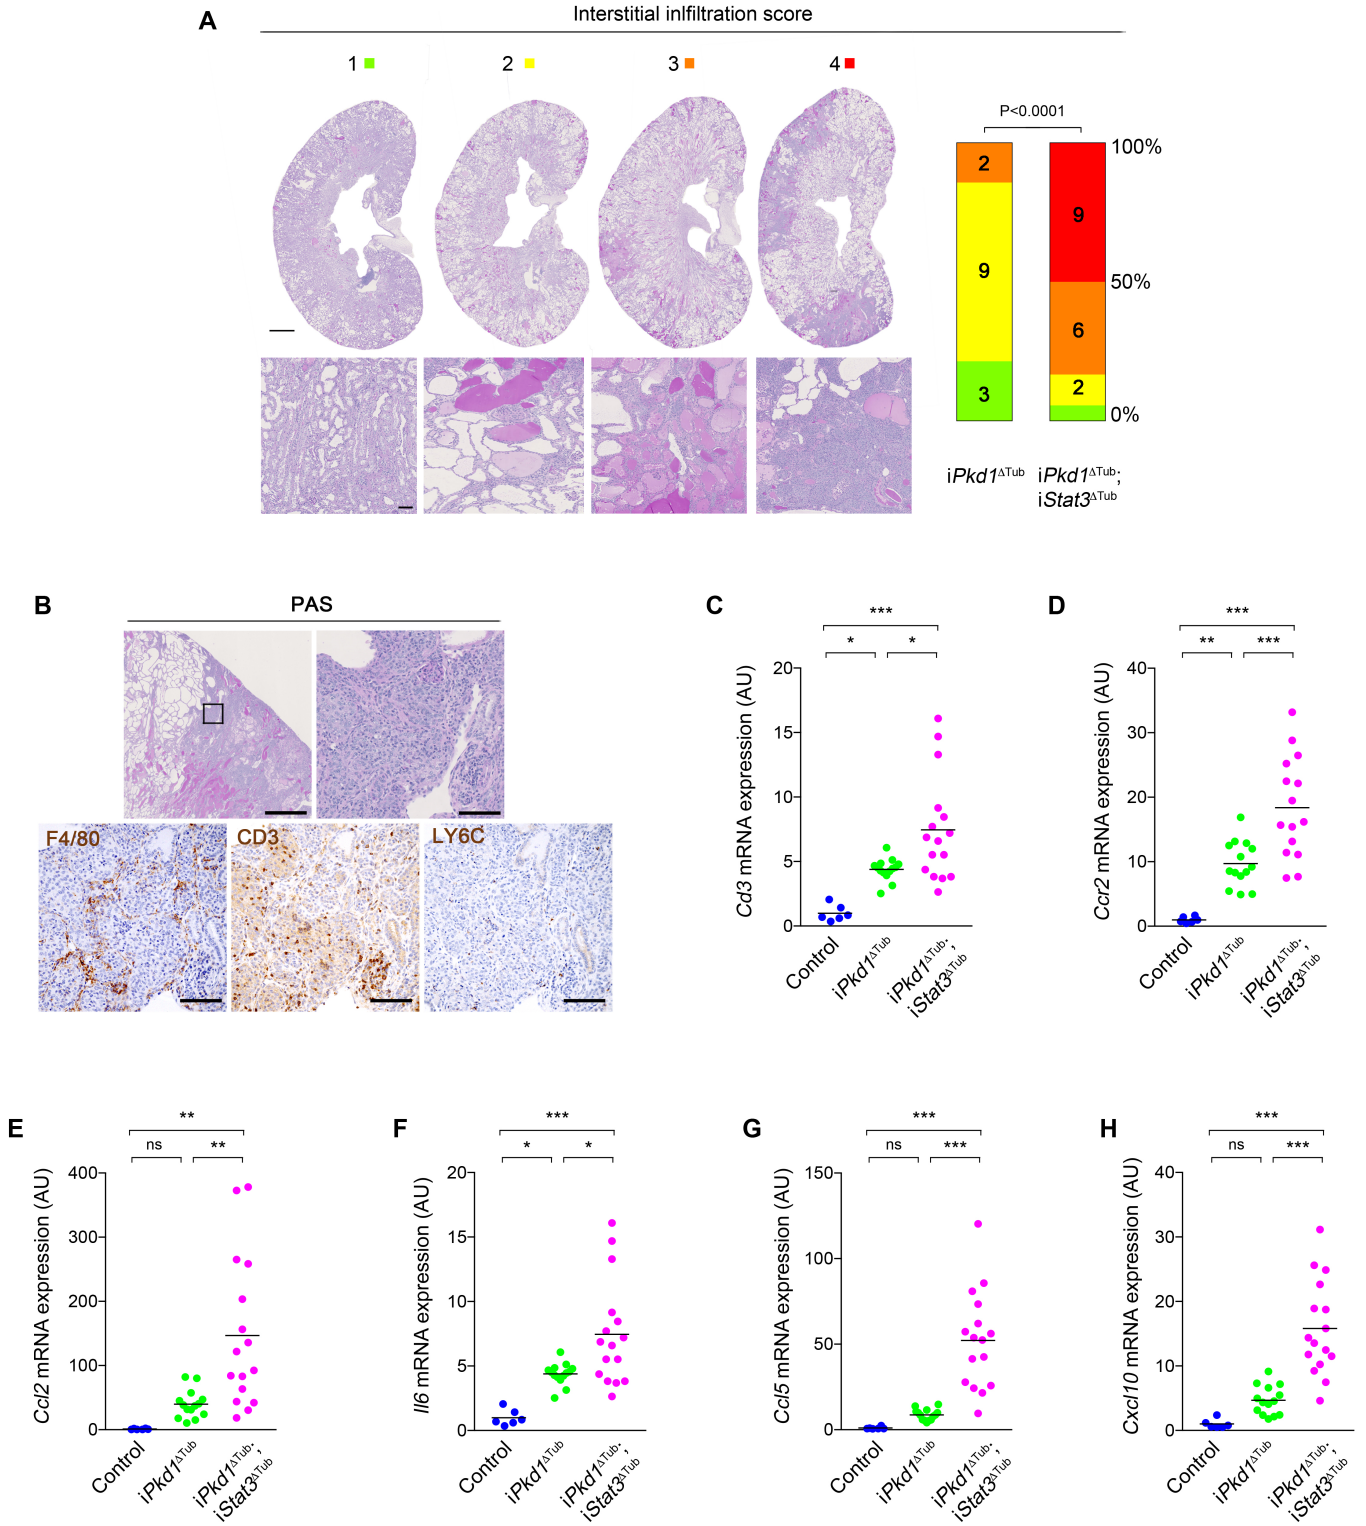 A
Interstitial inlfiltration score
1
2
3
4
P<0.0001
2
9
3
9
6
2
100%
50%
0%
iPkd1ΔTub
iPkd1ΔTub;
iStat3ΔTub
B
PAS
F4/80
CD3
LY6C
C
***
*
*
Cd3 mRNA expression (AU)
20
15
10
5
0
Control
iPkd1ΔTub
iPkd1ΔTub;
iStat3ΔTub
D
***
**
***
Ccr2 mRNA expression (AU)
40
30
20
10
0
Control
iPkd1ΔTub
iPkd1ΔTub;
iStat3ΔTub
E
**
ns
**
Ccl2 mRNA expression (AU)
400
300
200
100
0
Control
iPkd1ΔTub
iPkd1ΔTub;
iStat3ΔTub
F
***
*
*
Il6 mRNA expression (AU)
20
15
10
5
0
Control
iPkd1ΔTub
iPkd1ΔTub;
iStat3ΔTub
G
***
ns
***
Ccl5 mRNA expression (AU)
150
100
50
0
Control
iPkd1ΔTub
iPkd1ΔTub;
iStat3ΔTub
H
***
ns
***
Cxcl10 mRNA expression (AU)
40
30
20
10
0
Control
iPkd1ΔTub
iPkd1ΔTub;
iStat3ΔTub